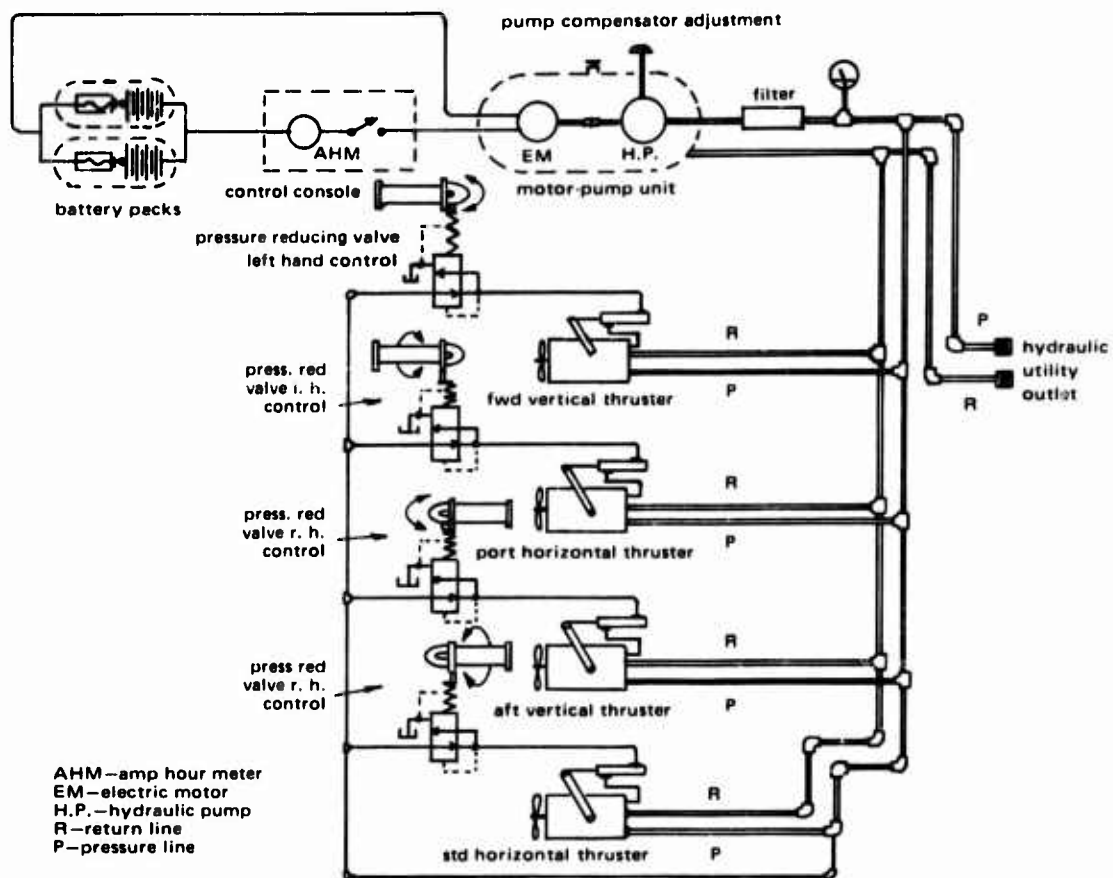 pump compensator adjustment
filter
AHM
EM
H.P.
control console
motor-pump unit
battery packs
pressure reducing valve
left hand control
R
P
P
hydraulic
utility
outlet
R
press. red
valve l. h.
control
fwd vertical thruster
R
P
press. red
valve r. h.
control
port horizontal thruster
R
P
press red
valve r. h.
control
aft vertical thruster
R
P
std horizontal thruster
AHM—amp hour meter
EM—electric motor
H.P.—hydraulic pump
R—return line
P—pressure line